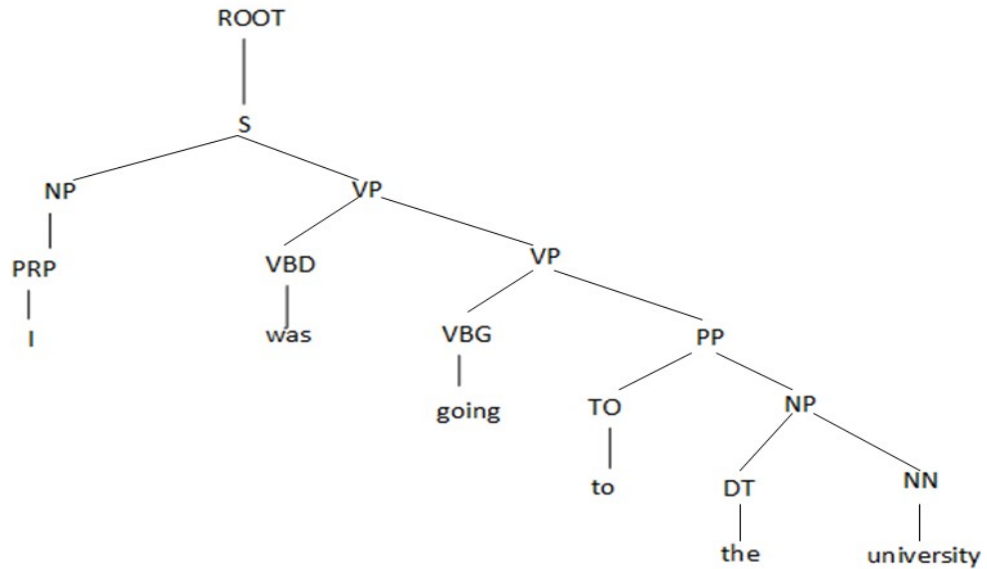 ROOT
S
NP VP
PRP VBD VP
I was VBG PP
going TO NP
to DT NN
the university